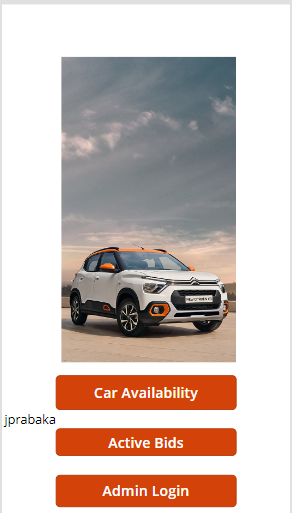 Car Availability
jprabaka
Active Bids
Admin Login